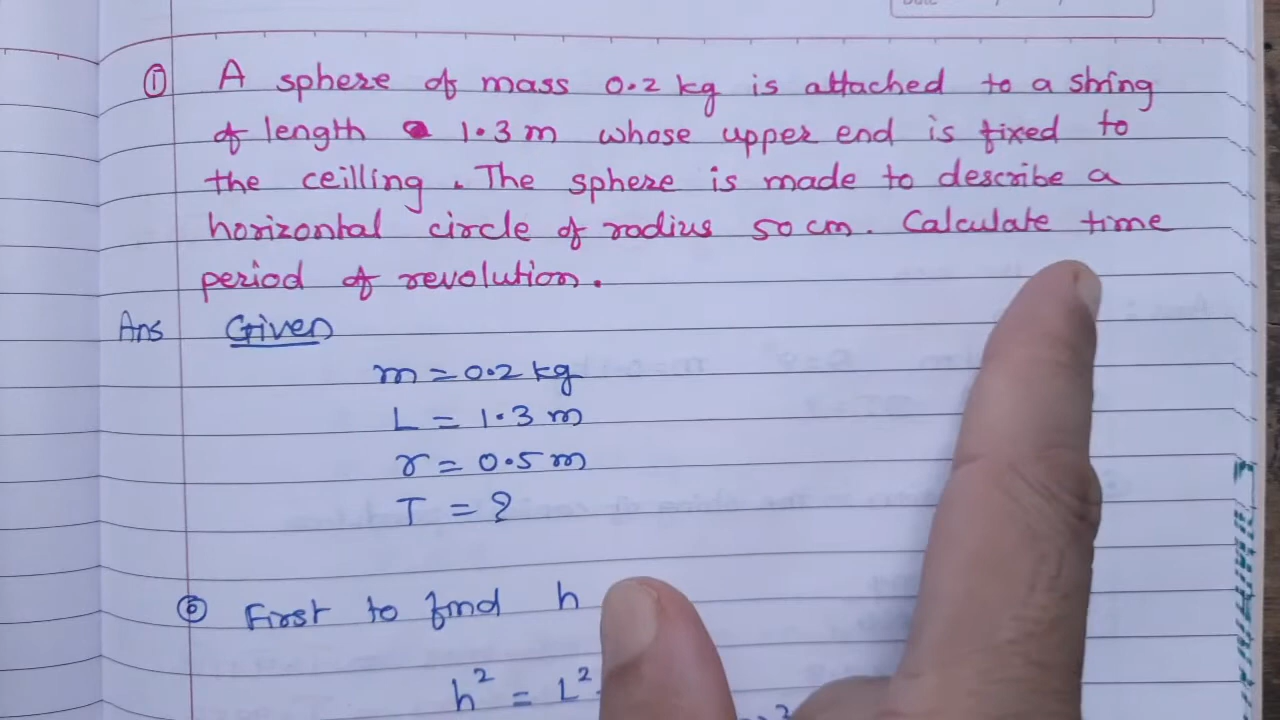 ① A sphere of mass 0.2 kg is attached to a string
of length 1.3 m whose upper end is fixed to
the ceilling. The sphere is made to describe a
horizontal circle of radius 50 cm. Calculate time
period of revolution.
Ans Given
m = 0.2 kg
L = 1.3 m
r = 0.5 m
T = ?
First to find h
h² = L²